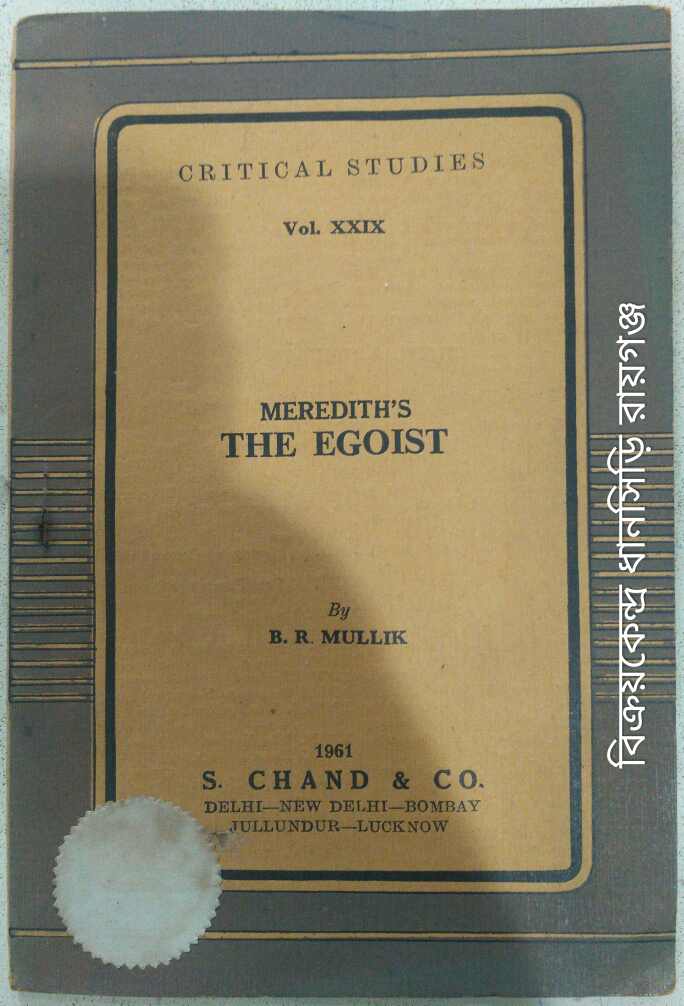 CRITICAL STUDIES
Vol. XXIX
MEREDITH'S
THE EGOIST
By
B. R. MULLIK
1961
S. CHAND & CO.
DELHI—NEW DELHI—BOMBAY
JULLUNDUR—LUCKNOW
বিক্রয়কেন্দ্র ধানসিঁড়ি রায়গঞ্জ